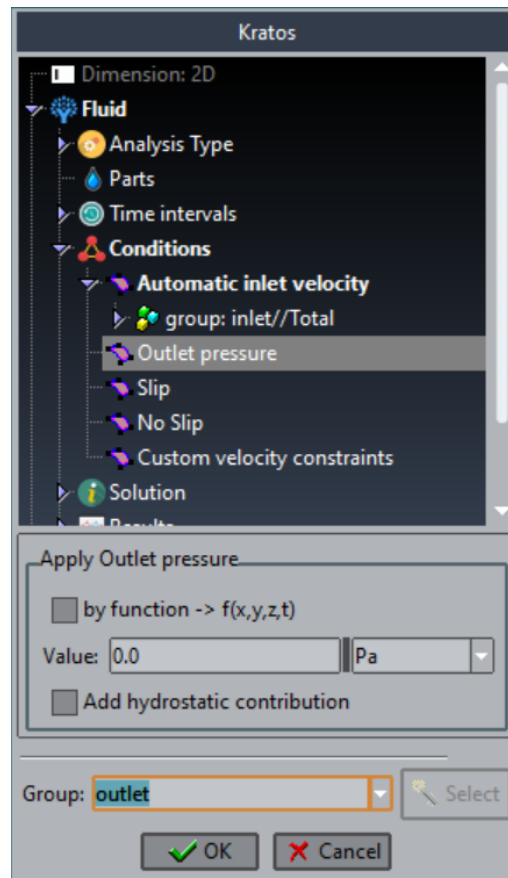 Kratos
Dimension: 2D
Fluid
Analysis Type
Parts
Time intervals
Conditions
Automatic inlet velocity
group: inlet//Total
Outlet pressure
Slip
No Slip
Custom velocity constraints
Solution
Results
Apply Outlet pressure
by function -> f(x,y,z,t)
Value: 0.0 Pa
Add hydrostatic contribution
Group: outlet Select
OK Cancel